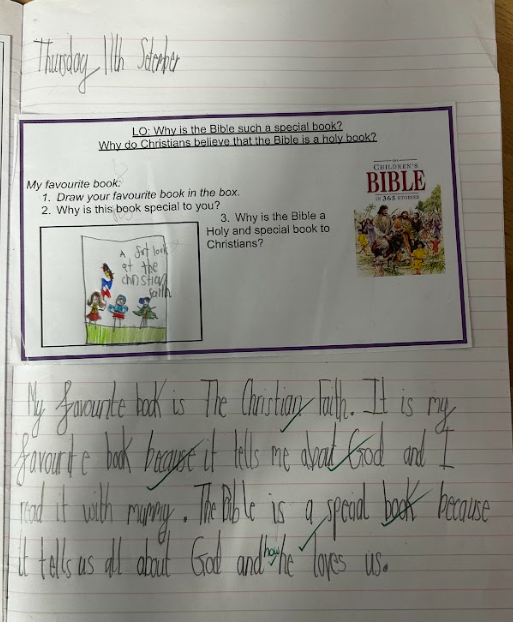 Thursday 11th Setember
LO: Why is the Bible such a special book?
Why do Christians believe that the Bible is a holy book?
My favourite book:
1. Draw your favourite book in the box.
2. Why is this book special to you?
3. Why is the Bible a
Holy and special book to
Christians?
CHILDREN'S
BIBLE
IN 365 STORIES
A
look
at the
christian
faith
My favourite book is The Christian Faith. It is my
favourite book because it tells me about God and I
read it with mummy. The Bible is a special book because
it tells us all about God and how he loves us.